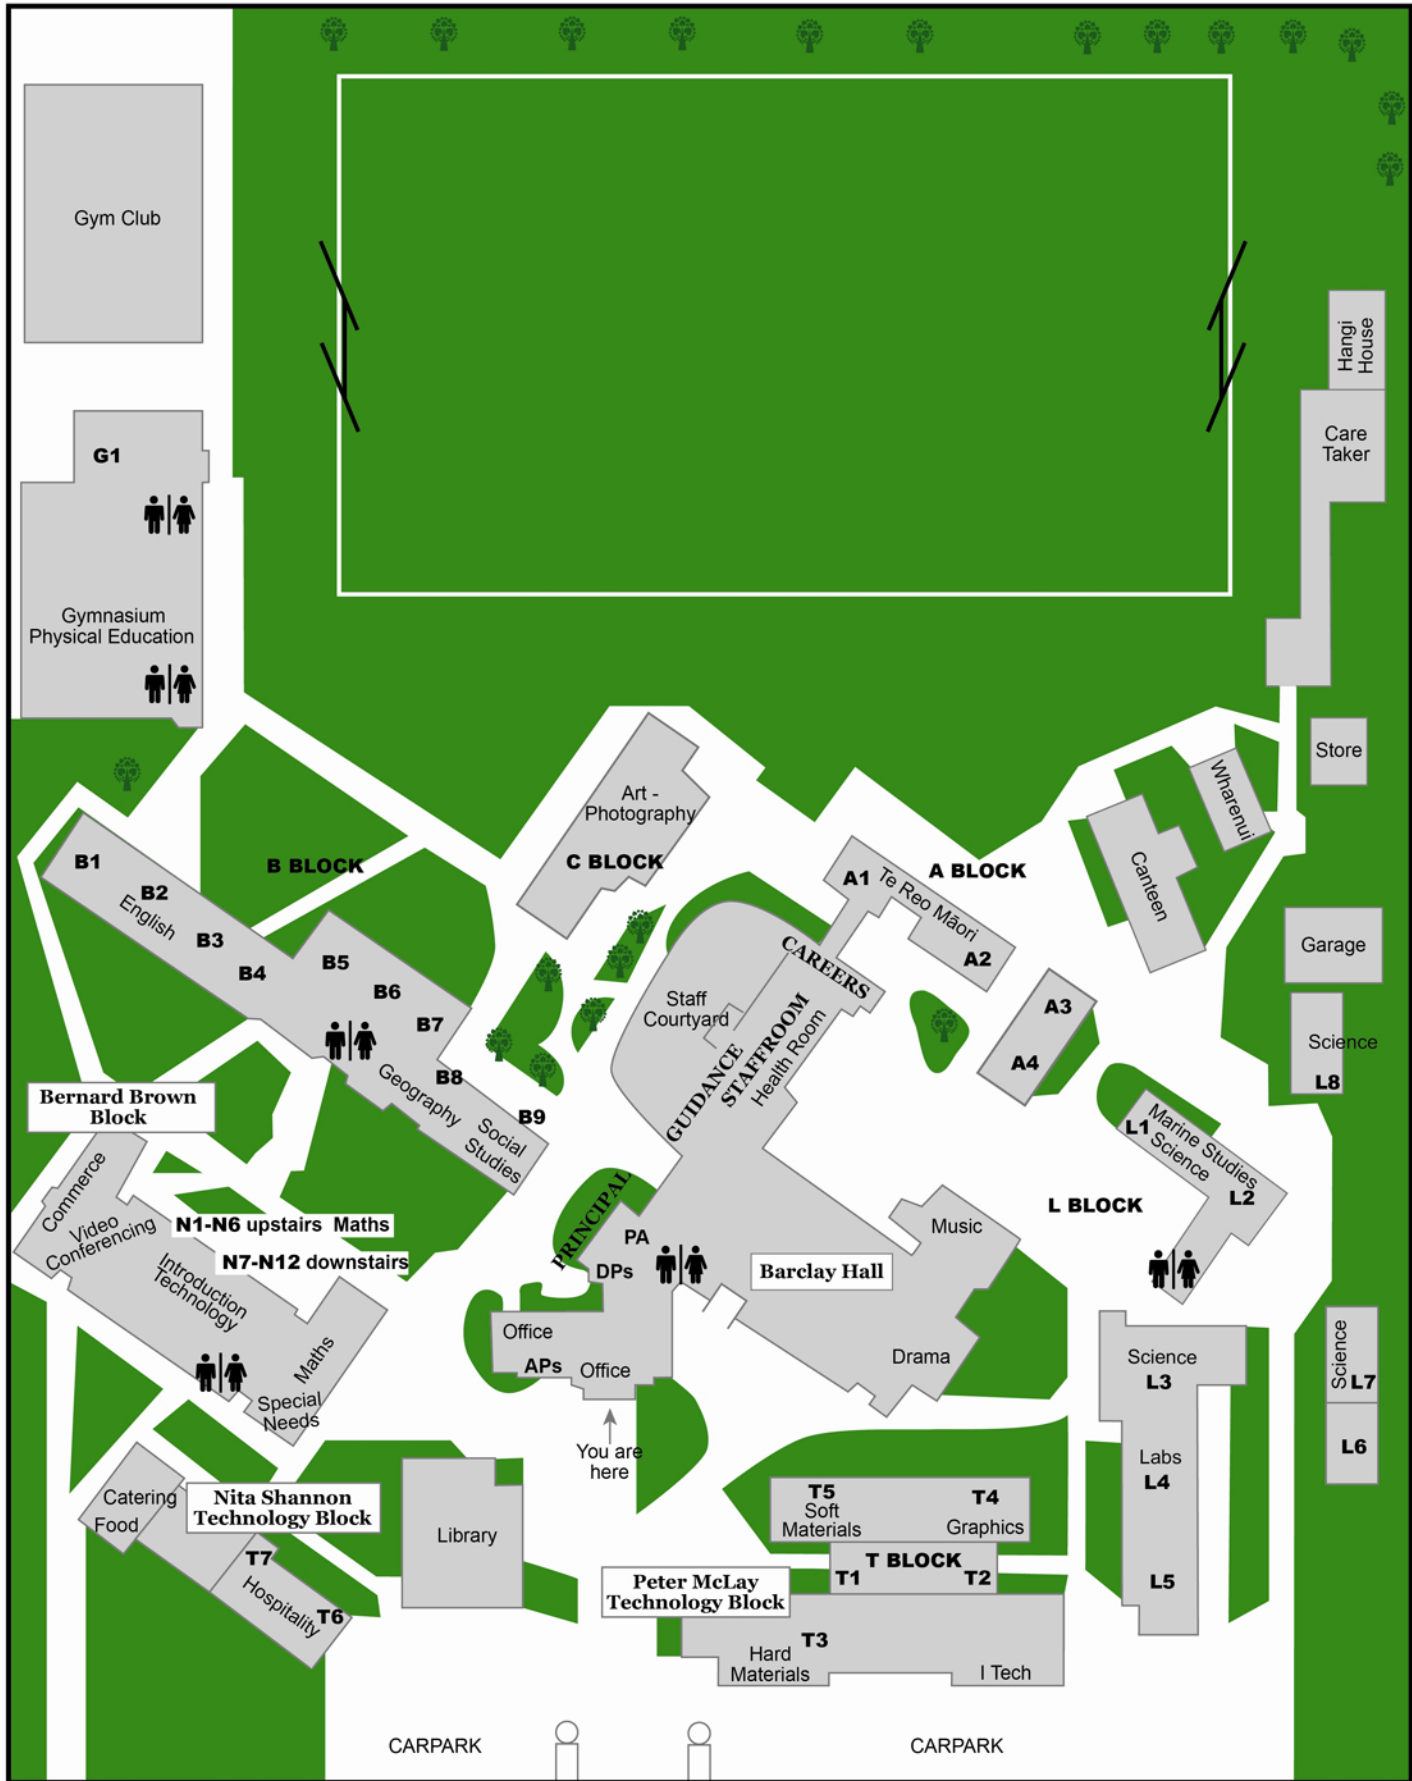 Gym Club
Hangi
House
Care
Taker
G1
Gymnasium
Physical Education
Store
Wharenui
Art -
Photography
C BLOCK
B1
B2
English
B3
B4
B BLOCK
B5
B6
B7
B8
B9
Geography
Social
Studies
A1
Te Reo Māori
A2
A BLOCK
Canteen
Garage
CAREERS
Staff
Courtyard
GUIDANCE
STAFFROOM
Health Room
A3
A4
Science
L8
Bernard Brown
Block
L1
Marine Studies
Science
L2
L BLOCK
Commerce
Video
Conferencing
N1-N6 upstairs Maths
N7-N12 downstairs
Introduction
Technology
Maths
Special
Needs
PRINCIPAL
PA
DPs
Office
APs
Office
You are
here
Barclay Hall
Music
Drama
Science
L3
Labs
L4
L5
Science
L7
L6
Catering
Food
Nita Shannon
Technology Block
T7
Hospitality
T6
Library
T5
Soft
Materials
T4
Graphics
T BLOCK
T1
T2
Peter McLay
Technology Block
T3
Hard
Materials
I Tech
CARPARK
CARPARK